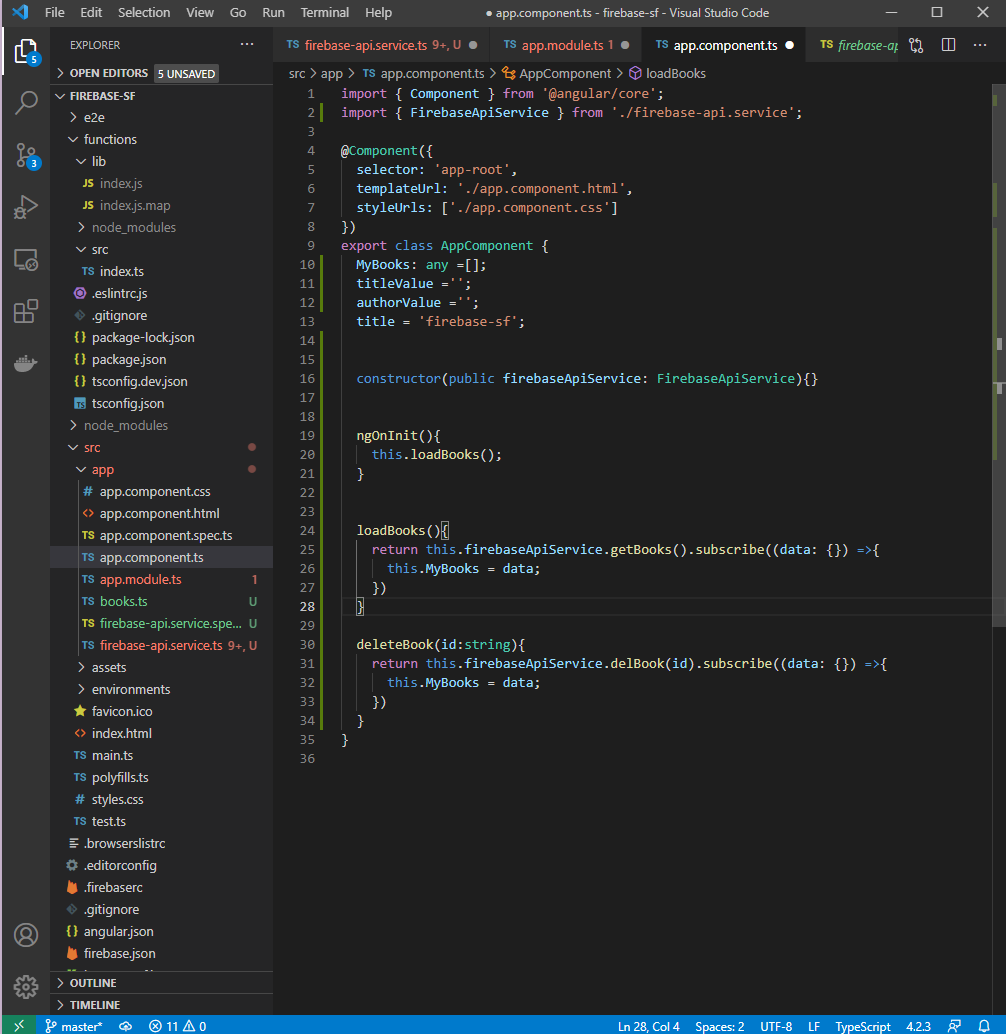 File Edit Selection View Go Run Terminal Help ● app.component.ts - firebase-sf - Visual Studio Code
EXPLORER ···
TS firebase-api.service.ts 9+, U ● TS app.module.ts 1 ● TS app.component.ts ● TS firebase-ap ···
5
3
OPEN EDITORS 5 UNSAVED
FIREBASE-SF
e2e
functions
lib
JS index.js
JS index.js.map
node_modules
src
TS index.ts
.eslintrc.js
.gitignore
{} package-lock.json
{} package.json
{} tsconfig.dev.json
TS tsconfig.json
node_modules
src
app
# app.component.css
<> app.component.html
TS app.component.spec.ts
TS app.component.ts
TS app.module.ts 1
TS books.ts U
TS firebase-api.service.spe... U
TS firebase-api.service.ts 9+, U
assets
environments
favicon.ico
<> index.html
TS main.ts
TS polyfills.ts
# styles.css
TS test.ts
.browserslistrc
.editorconfig
.firebaserc
.gitignore
{} angular.json
firebase.json
OUTLINE
TIMELINE
src > app > TS app.component.ts > AppComponent > loadBooks
1 import { Component } from '@angular/core';
2 import { FirebaseApiService } from './firebase-api.service';
3
4 @Component({
5 selector: 'app-root',
6 templateUrl: './app.component.html',
7 styleUrls: ['./app.component.css']
8 })
9 export class AppComponent {
10 MyBooks: any =[];
11 titleValue ='';
12 authorValue ='';
13 title = 'firebase-sf';
14
15
16 constructor(public firebaseApiService: FirebaseApiService){}
17
18
19 ngOnInit(){
20 this.loadBooks();
21 }
22
23
24 loadBooks(){
25 return this.firebaseApiService.getBooks().subscribe((data: {}) =>{
26 this.MyBooks = data;
27 })
28 }
29
30 deleteBook(id:string){
31 return this.firebaseApiService.delBook(id).subscribe((data: {}) =>{
32 this.MyBooks = data;
33 })
34 }
35 }
36
master* 11 0 Ln 28, Col 4 Spaces: 2 UTF-8 LF TypeScript 4.2.3